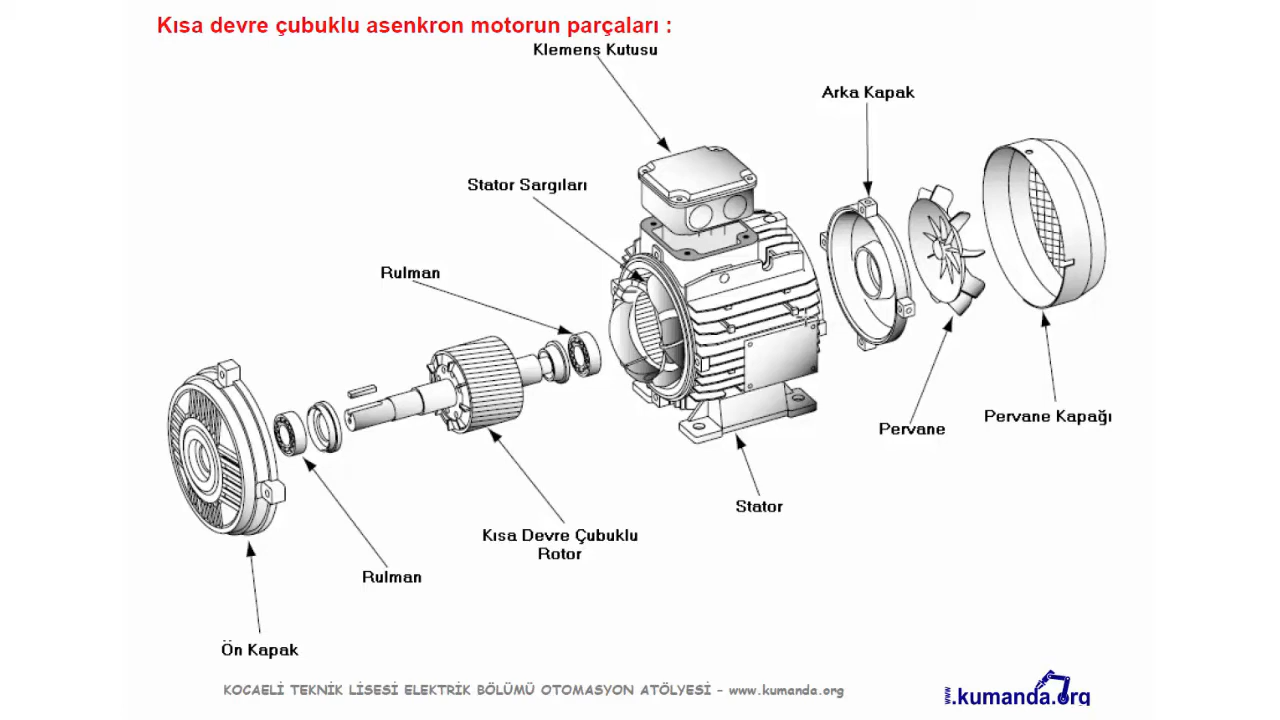 Kısa devre çubuklu asenkron motorun parçaları :
Klemens Kutusu
Arka Kapak
Stator Sargıları
Rulman
Pervane Kapağı
Pervane
Stator
Kısa Devre Çubuklu
Rotor
Rulman
Ön Kapak
KOCAELİ TEKNİK LİSESİ ELEKTRİK BÖLÜMÜ OTOMASYON ATÖLYESİ - www.kumanda.org
www.kumanda.org